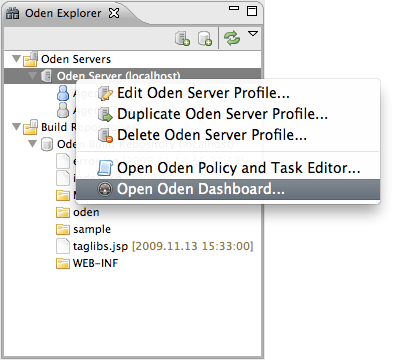 Oden Explorer
Oden Servers
Oden Server (localhost)
Edit Oden Server Profile...
Duplicate Oden Server Profile...
Delete Oden Server Profile...
Build
Oden
Open Oden Policy and Task Editor...
Open Oden Dashboard...
oden
sample
taglibs.jsp [2009.11.13 15:33:00]
WEB-INF